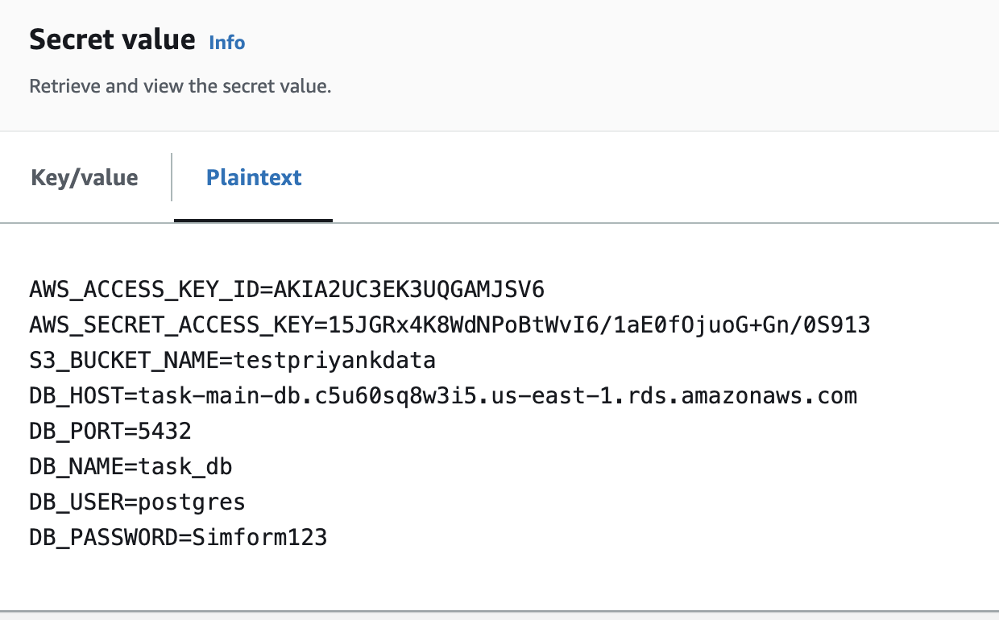 Secret value Info
Retrieve and view the secret value.
Key/value Plaintext
AWS_ACCESS_KEY_ID=AKIA2UC3EK3UQGAMJSV6
AWS_SECRET_ACCESS_KEY=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
S3_BUCKET_NAME=testpriyankdata
DB_HOST=task-main-db.c5u60sq8w3i5.us-east-1.rds.amazonaws.com
DB_PORT=5432
DB_NAME=task_db
DB_USER=postgres
DB_PASSWORD=Simform123